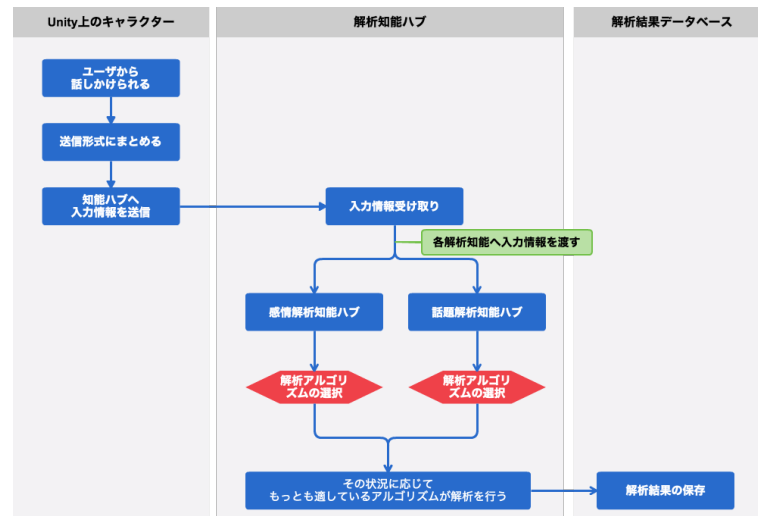 Unity上のキャラクター
解析知能ハブ
解析結果データベース
ユーザから
話しかけられる
送信形式にまとめる
知能ハブへ
入力情報を送信
入力情報受け取り
各解析知能へ入力情報を渡す
感情解析知能ハブ
話題解析知能ハブ
解析アルゴリ
ズムの選択
解析アルゴリ
ズムの選択
その状況に応じて
もっとも適しているアルゴリズムが解析を行う
解析結果の保存